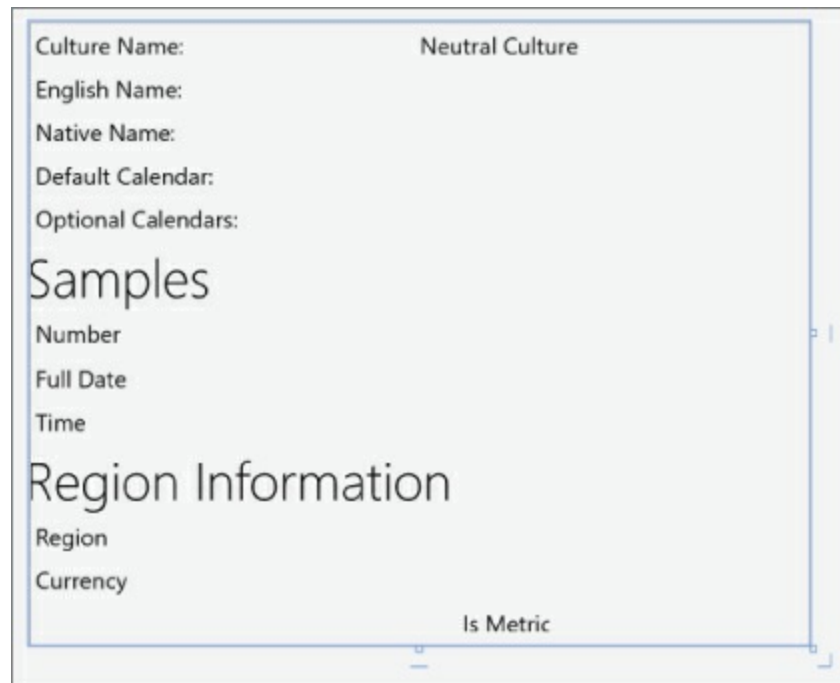 Culture Name: Neutral Culture
English Name:
Native Name:
Default Calendar:
Optional Calendars:
Samples
Number
Full Date
Time
Region Information
Region
Currency
Is Metric